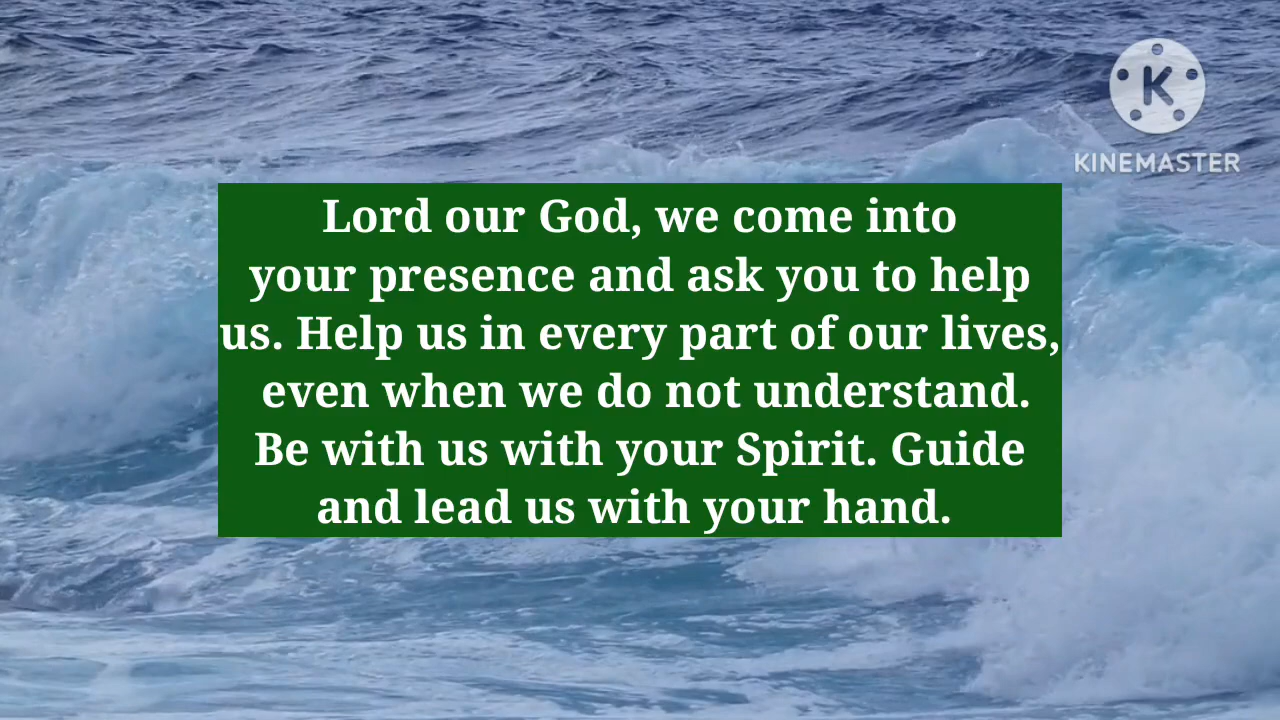 KINEMASTER
Lord our God, we come into
your presence and ask you to help
us. Help us in every part of our lives,
even when we do not understand.
Be with us with your Spirit. Guide
and lead us with your hand.